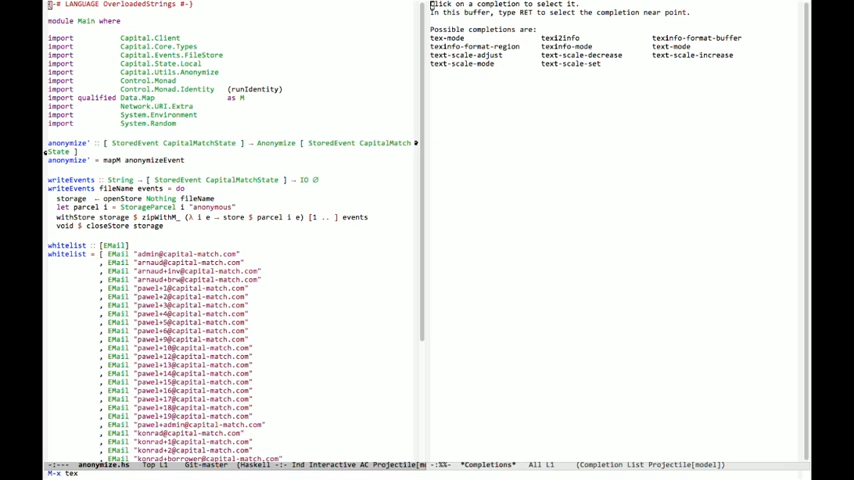 {-# LANGUAGE OverloadedStrings #-}
module Main where
import Capital.Client
import Capital.Core.Types
import Capital.Events.FileStore
import Capital.State.Local
import Capital.Utils.Anonymize
import Control.Monad
import Control.Monad.Identity (runIdentity)
import qualified Data.Map as M
import Network.URI.Extra
import System.Environment
import System.Random
anonymize' :: [ StoredEvent CapitalMatchState ] → Anonymize [ StoredEvent CapitalMatch
State ]
anonymize' = mapM anonymizeEvent
writeEvents :: String → [ StoredEvent CapitalMatchState ] → IO ∅
writeEvents fileName events = do
storage ← openStore Nothing fileName
let parcel i = StorageParcel i "anonymous"
withStore storage $ zipWithM_ (λ i e → store $ parcel i e) [1 .. ] events
void $ closeStore storage
whitelist :: [EMail]
whitelist = [ EMail "admin@capital-match.com"
, EMail "arnaud@capital-match.com"
, EMail "arnaud+inv@capital-match.com"
, EMail "arnaud+brw@capital-match.com"
, EMail "pawel+1@capital-match.com"
, EMail "pawel+2@capital-match.com"
, EMail "pawel+3@capital-match.com"
, EMail "pawel+4@capital-match.com"
, EMail "pawel+5@capital-match.com"
, EMail "pawel+6@capital-match.com"
, EMail "pawel+9@capital-match.com"
, EMail "pawel+10@capital-match.com"
, EMail "pawel+12@capital-match.com"
, EMail "pawel+13@capital-match.com"
, EMail "pawel+14@capital-match.com"
, EMail "pawel+15@capital-match.com"
, EMail "pawel+16@capital-match.com"
, EMail "pawel+17@capital-match.com"
, EMail "pawel+18@capital-match.com"
, EMail "pawel+19@capital-match.com"
, EMail "pawel+admin@capital-match.com"
, EMail "konrad@capital-match.com"
, EMail "konrad+1@capital-match.com"
, EMail "konrad+2@capital-match.com"
, EMail "konrad+borrower@capital-match.com"
-:--- anonymize.hs Top L1 Git-master (Haskell -:- Ind Interactive AC Projectile[m
M-x tex
Click on a completion to select it.
In this buffer, type RET to select the completion near point.
Possible completions are:
tex-mode texi2info texinfo-format-buffer
texinfo-format-region texinfo-mode text-mode
text-scale-adjust text-scale-decrease text-scale-increase
text-scale-mode text-scale-set
-:%%- *Completions* All L1 (Completion List Projectile[model])